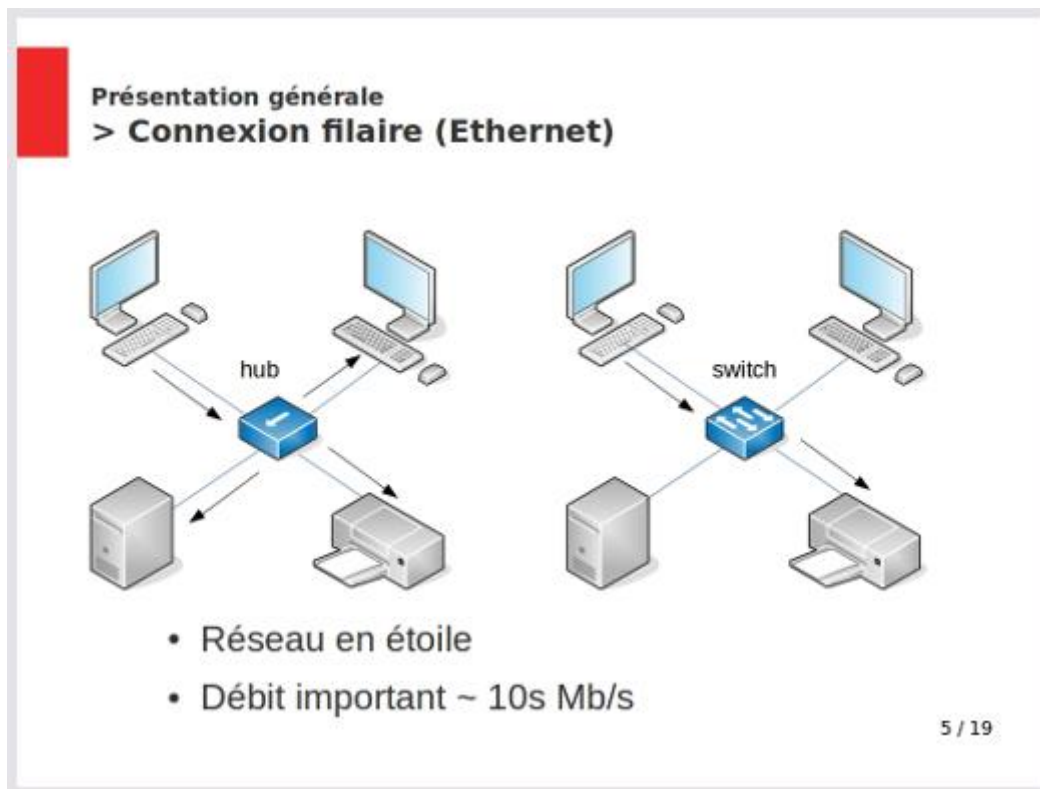 Présentation générale
> Connexion filaire (Ethernet)
hub
switch
• Réseau en étoile
• Débit important ~ 10s Mb/s
5 / 19